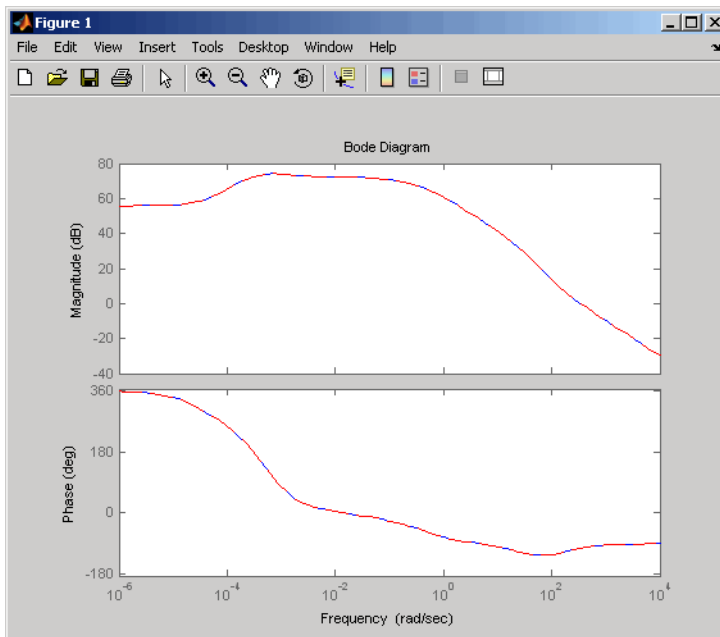 Figure 1
File Edit View Insert Tools Desktop Window Help
Bode Diagram
80
60
40
20
0
-20
-40
Magnitude (dB)
360
180
0
-180
Phase (deg)
10^-6 10^-4 10^-2 10^0 10^2 10^4
Frequency (rad/sec)